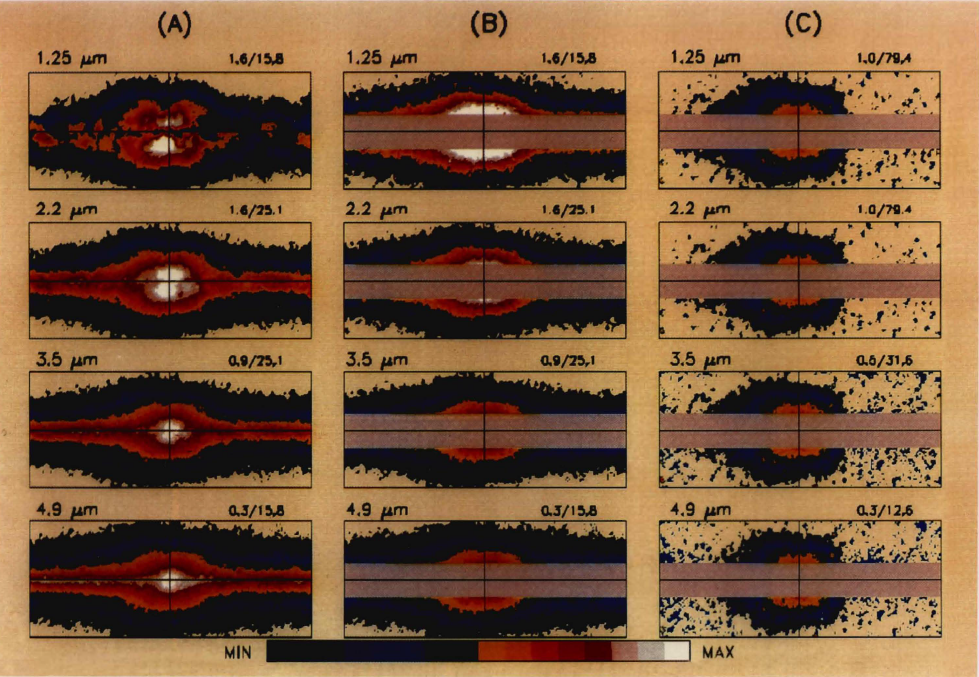 (A) (B) (C)
1.25 μm 1.6/15.8 1.25 μm 1.6/15.8 1.25 μm 1.0/79.4
2.2 μm 1.6/25.1 2.2 μm 1.6/25.1 2.2 μm 1.0/79.4
3.5 μm 0.9/25.1 3.5 μm 0.9/25.1 3.5 μm 0.6/31.6
4.9 μm 0.3/15.8 4.9 μm 0.3/15.8 4.9 μm 0.3/12.6
MIN MAX